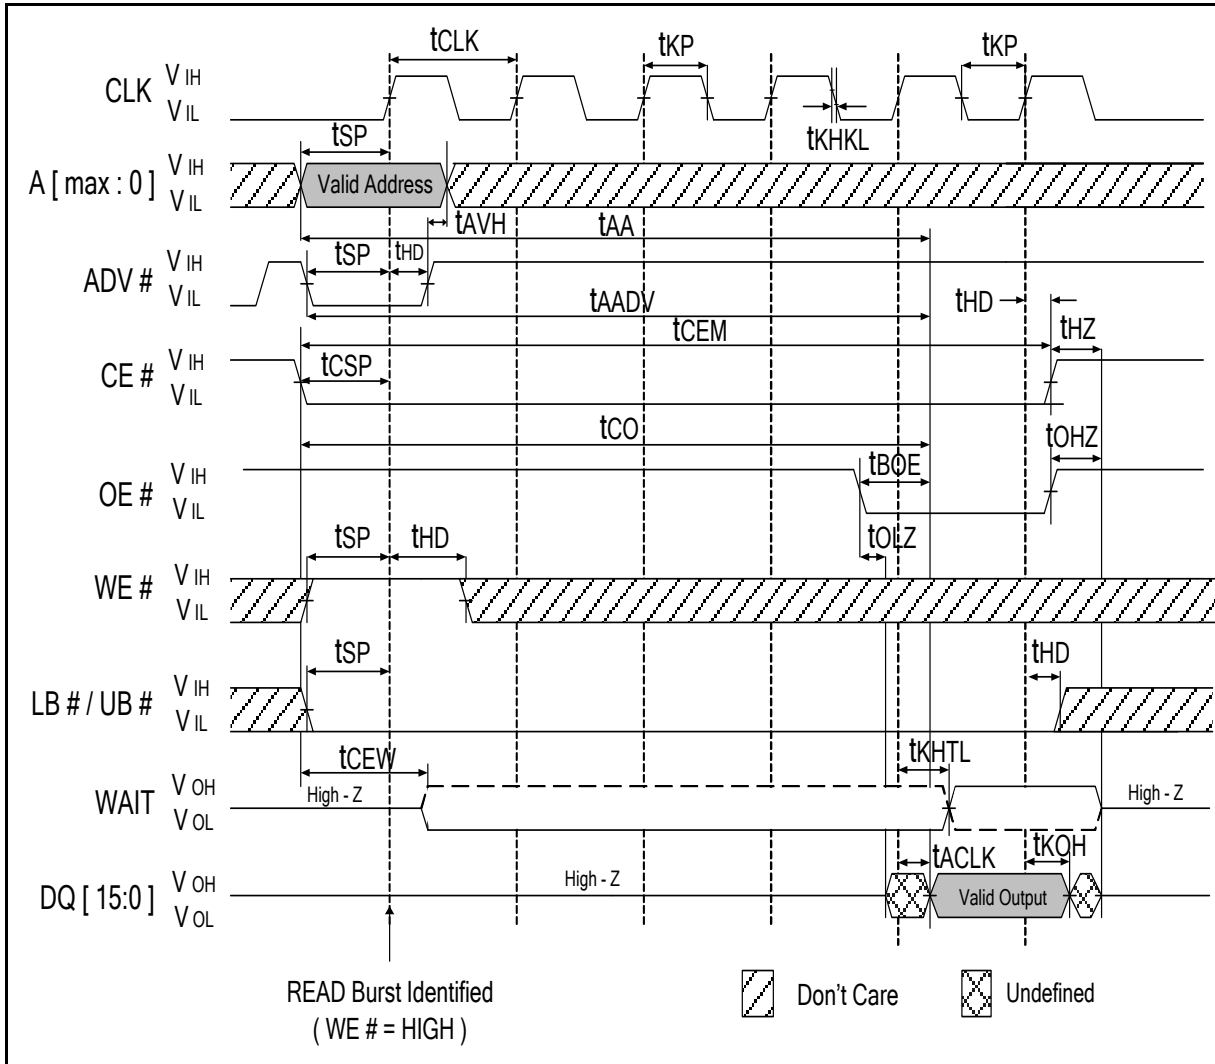 tCLK
tKP
tKP
CLK
V IH
V IL
tKHKL
tSP
A [ max : 0 ]
V IH
V IL
Valid Address
tAVH
tAA
tSP
tHD
ADV #
V IH
V IL
tAADV
tHD
tCEM
tHZ
CE #
V IH
V IL
tCSP
tCO
tOHZ
OE #
V IH
V IL
tBOE
tSP
tHD
tOLZ
WE #
V IH
V IL
tSP
tHD
LB # / UB #
V IH
V IL
tCEW
tKHTL
WAIT
V OH
V OL
High - Z
High - Z
tACLK
tKOH
DQ [ 15:0 ]
V OH
V OL
High - Z
Valid Output
READ Burst Identified
( WE # = HIGH )
Don't Care
Undefined